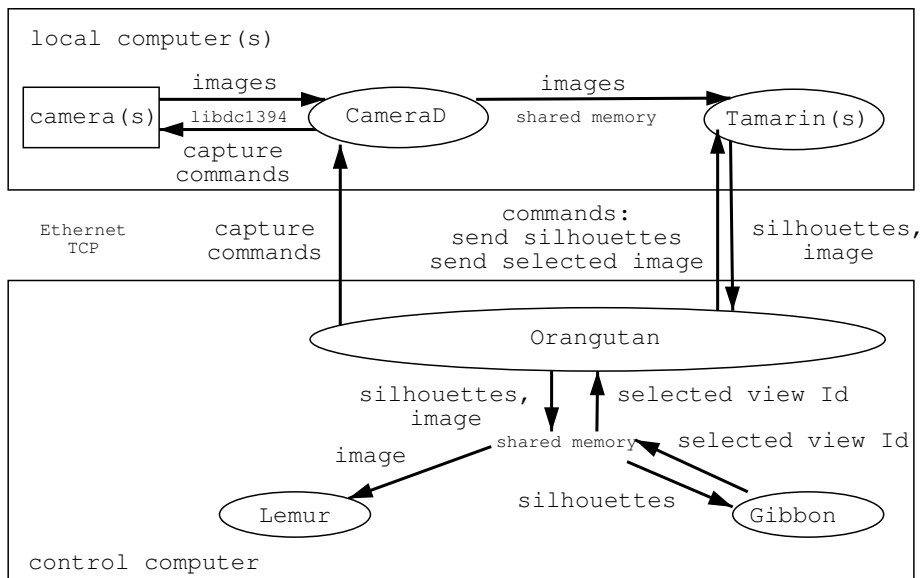 local computer(s)
images
images
camera(s)
libdc1394
CameraD
shared memory
Tamarin(s)
capture
commands
Ethernet
TCP
capture
commands
commands:
send silhouettes
send selected image
silhouettes,
image
Orangutan
silhouettes,
image
selected view Id
shared memory
selected view Id
image
silhouettes
Lemur
Gibbon
control computer